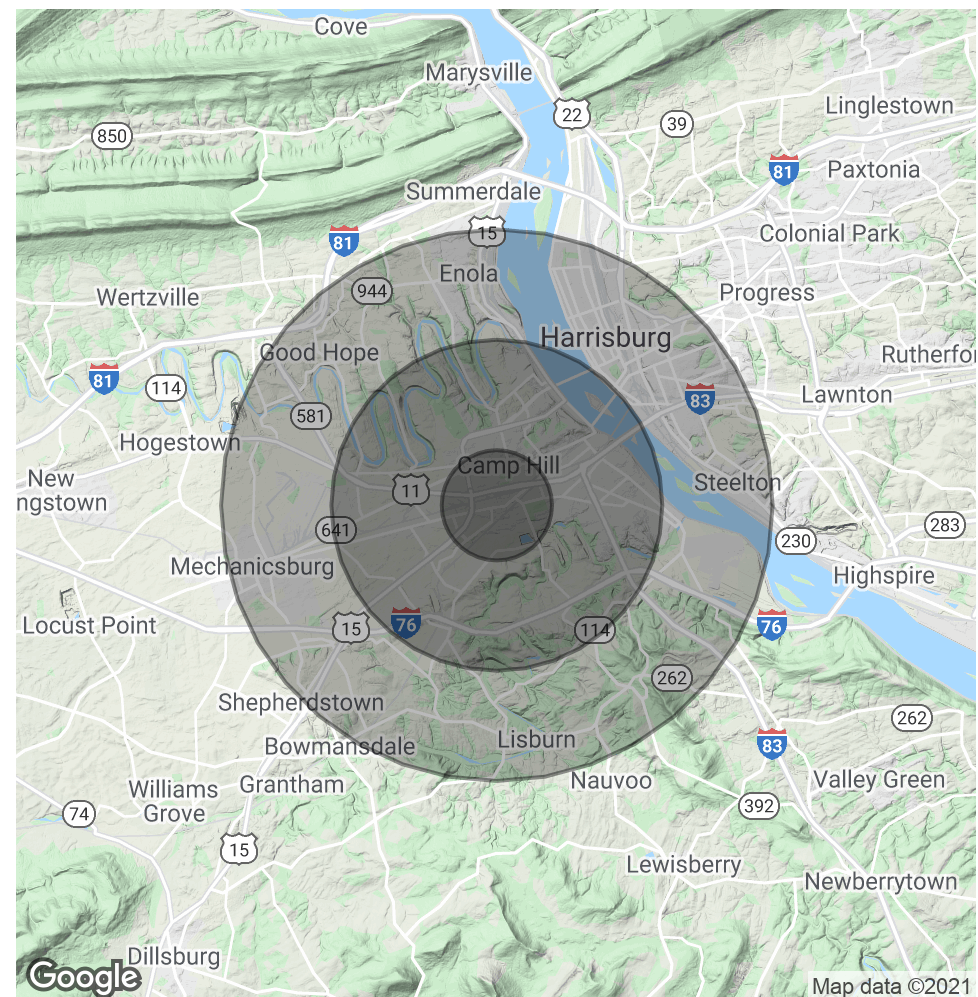 Cove
Marysville
22
Linglestown
39
850
81
Paxtonia
Summerdale
15
81
Colonial Park
Enola
944
Progress
Wertzville
Harrisburg
Good Hope
Rutherfor
81
114
83
Lawnton
581
Hogestown
Camp Hill
New
ngstown
11
Steelton
641
283
230
Mechanicsburg
Highspire
Locust Point
15
76
114
76
262
Shepherdstown
262
Bowmansdale
Lisburn
83
Grantham
Nauvoo
Valley Green
Williams
Grove
74
392
15
Lewisberry
Newberrytown
Dillsburg
Google
Map data ©2021